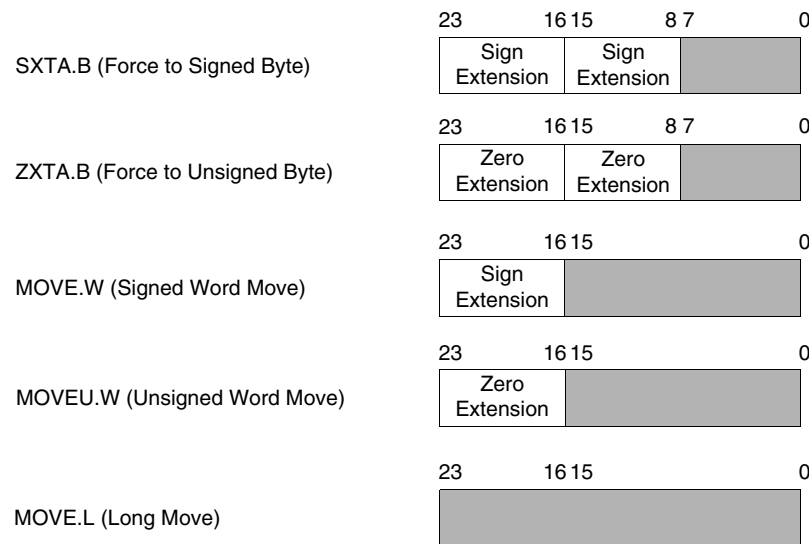 23 16 15 8 7 0
SXTA.B (Force to Signed Byte)
Sign Extension
Sign Extension
23 16 15 8 7 0
ZXTA.B (Force to Unsigned Byte)
Zero Extension
Zero Extension
23 16 15 0
MOVE.W (Signed Word Move)
Sign Extension
23 16 15 0
MOVEU.W (Unsigned Word Move)
Zero Extension
23 16 15 0
MOVE.L (Long Move)